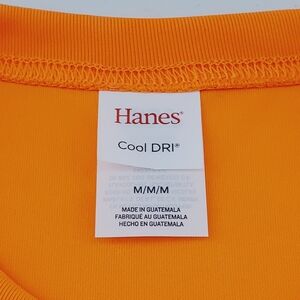 Hanes®
Cool DRI®
M/M/M
MADE IN GUATEMALA
FABRIQUÉ AU GUATEMALA
HECHO EN GUATEMALA